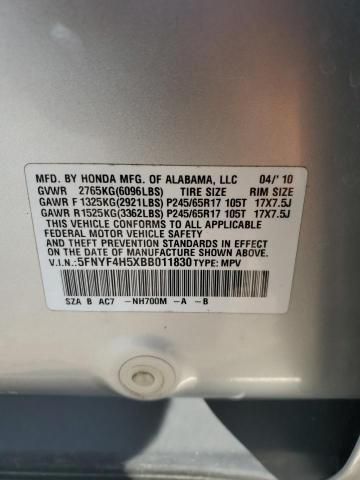 MFD. BY HONDA MFG. OF ALABAMA, LLC 04/'10
GVWR 2765KG(6096LBS) TIRE SIZE RIM SIZE
GAWR F 1325KG(2921LBS) P245/65R17 105T 17X7.5J
GAWR R 1525KG(3362LBS) P245/65R17 105T 17X7.5J
THIS VEHICLE CONFORMS TO ALL APPLICABLE
FEDERAL MOTOR VEHICLE SAFETY
STANDARDS IN EFFECT ON THE DATE
OF MANUFACTURE SHOWN ABOVE.
V.I.N.:5FNYF4H5XBB011830 TYPE: MPV
SZA B AC7 -NH700M -A -B